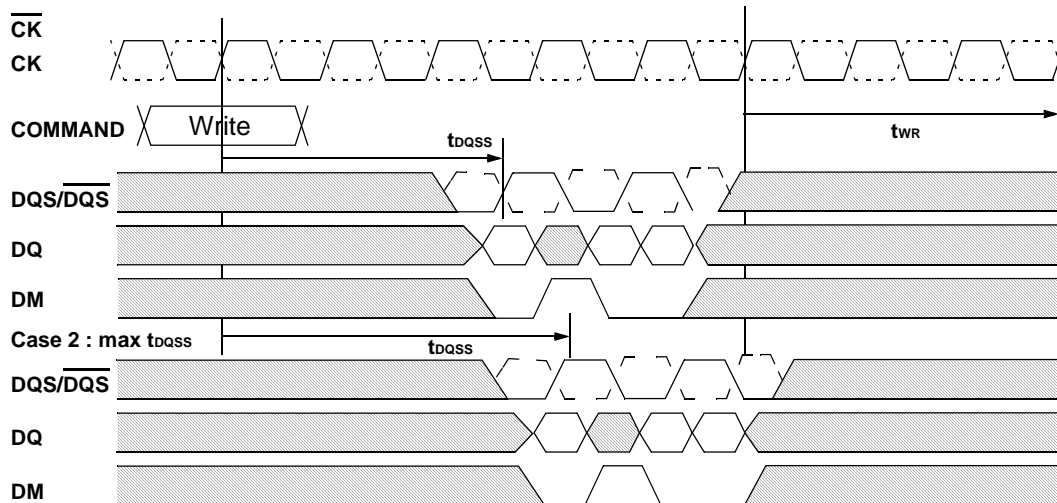 CK
CK
COMMAND Write
tDQSS
tWR
DQS/DQS
DQ
DM
Case 2 : max tDQSS
tDQSS
DQS/DQS
DQ
DM